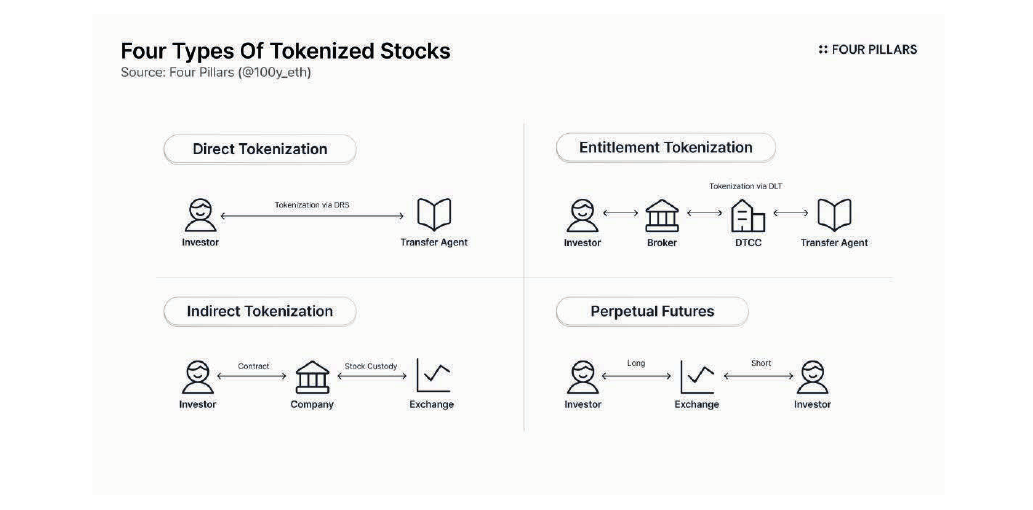 Four Types Of Tokenized Stocks
Source: Four Pillars (@100y_eth)
FOUR PILLARS
Direct Tokenization
Tokenization via DRS
Investor
Transfer Agent
Entitlement Tokenization
Tokenization via DLT
Investor
Broker
DTCC
Transfer Agent
Indirect Tokenization
Contract
Stock Custody
Investor
Company
Exchange
Perpetual Futures
Long
Short
Investor
Exchange
Investor